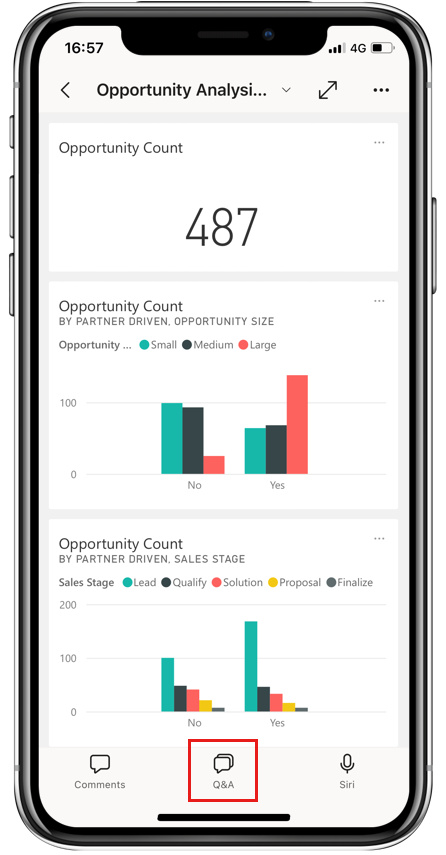 16:57 4G
Opportunity Analysi...
Opportunity Count
487
Opportunity Count
BY PARTNER DRIVEN, OPPORTUNITY SIZE
Opportunity ... Small Medium Large
100
0
No Yes
Opportunity Count
BY PARTNER DRIVEN, SALES STAGE
Sales Stage Lead Qualify Solution Proposal Finalize
200
100
0
No Yes
Comments Q&A Siri